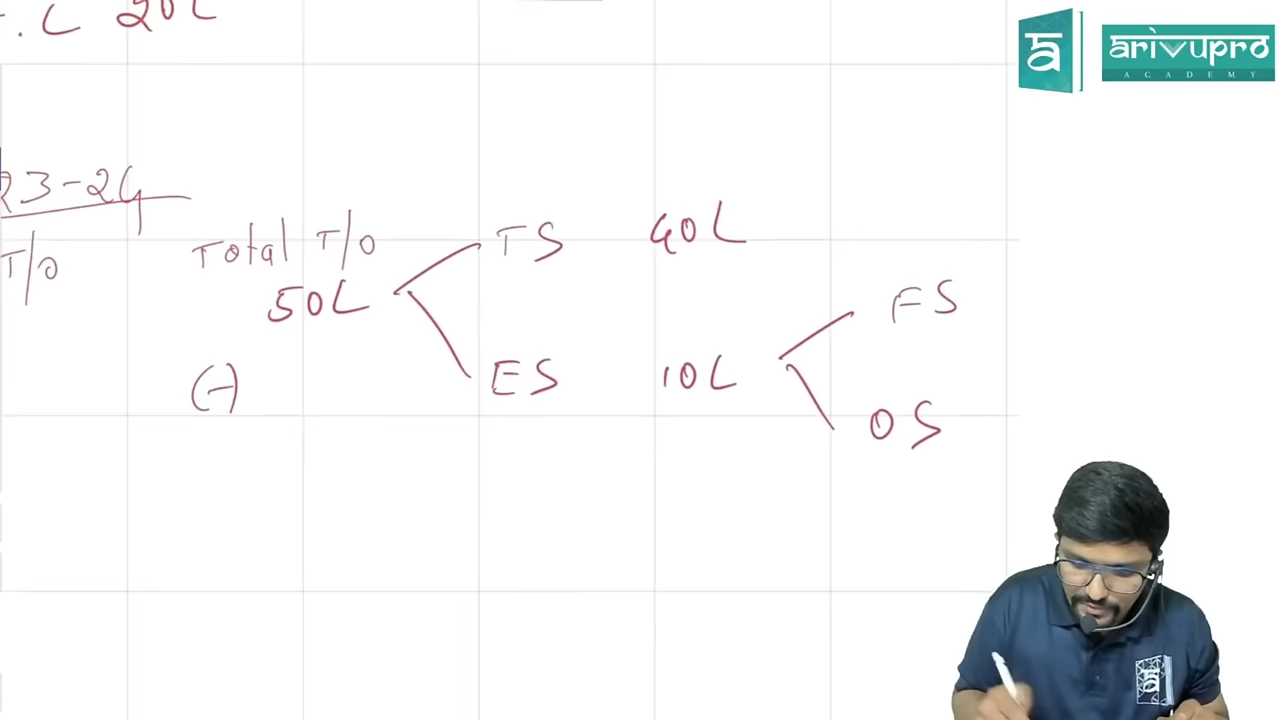 . L 20L
arivupro
ACADEMY
23-24
T/O
Total T/O
50L
TS 40L
ES 10L
FS
OS
(-)